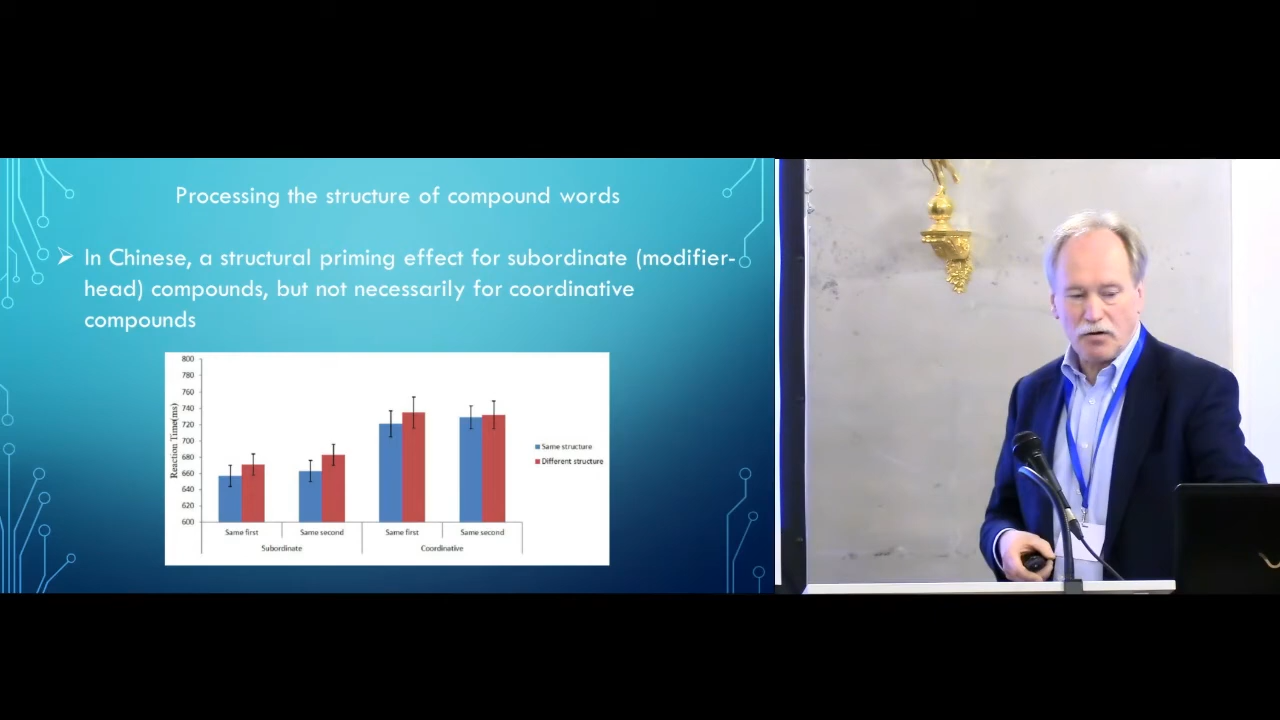 Processing the structure of compound words
➢ In Chinese, a structural priming effect for subordinate (modifier-
head) compounds, but not necessarily for coordinative
compounds
800
780
760
740
720
700
680
660
640
620
600
Reaction Time(ms)
Same first
Same second
Same first
Same second
Subordinate
Coordinative
Same structure
Different structure